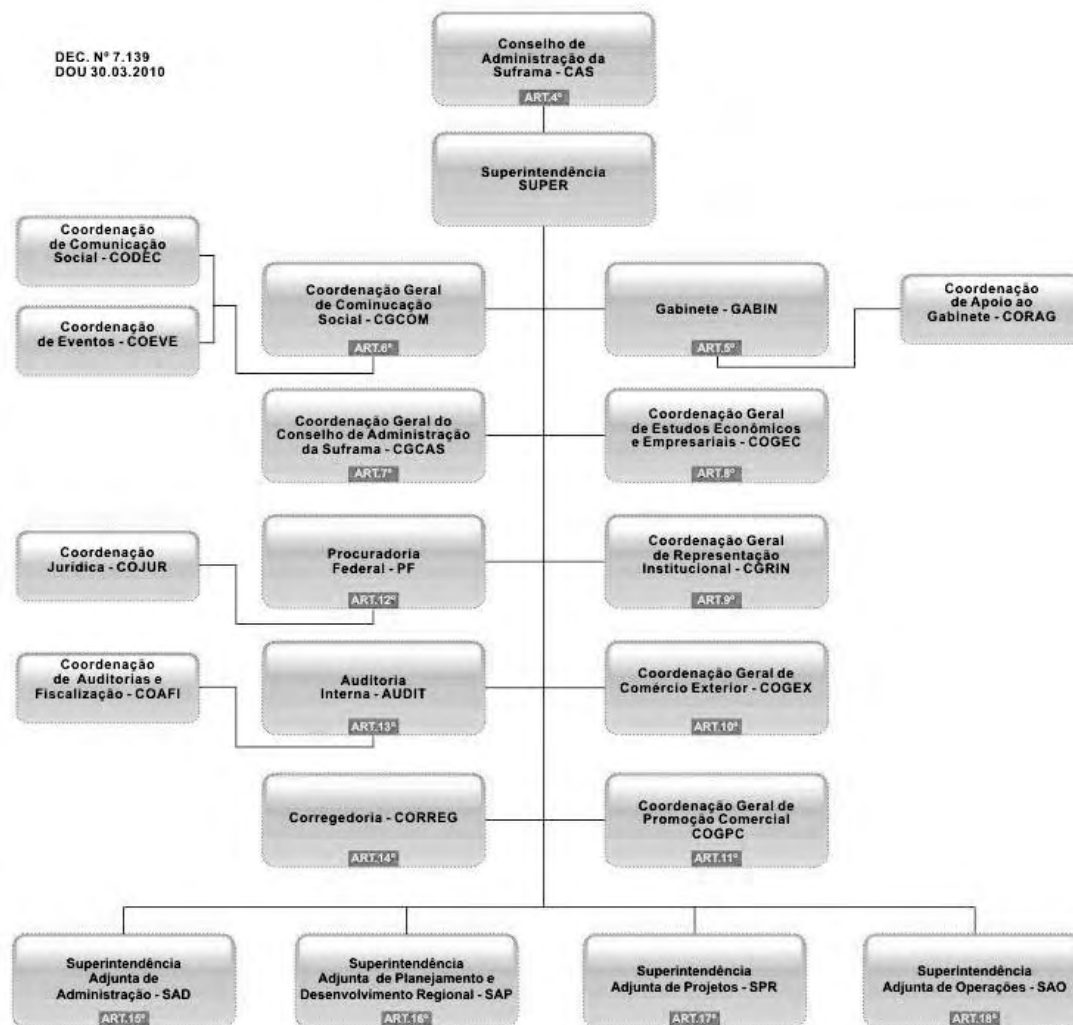 DEC. Nº 7.139
DOU 30.03.2010
Conselho de
Administração da
Suframa - CAS
ART.4º
Superintendência
SUPER
Coordenação
de Comunicação
Social - CODEC
Coordenação
de Eventos - COEVE
Coordenação Geral
de Cominucação
Social - CGCOM
ART.6º
Gabinete - GABIN
ART.5º
Coordenação
de Apoio ao
Gabinete - CORAG
Coordenação Geral do
Conselho de Administração
da Suframa - CGCAS
ART.7º
Coordenação Geral
de Estudos Econômicos
e Empresariais - COGEC
ART.8º
Coordenação
Jurídica - COJUR
Procuradoria
Federal - PF
ART.12º
Coordenação Geral
de Representação
Institucional - CGRIN
ART.9º
Coordenação
de Auditorias e
Fiscalização - COAFI
Auditoria
Interna - AUDIT
ART.13º
Coordenação Geral de
Comércio Exterior - COGEX
ART.10º
Corregedoria - CORREG
ART.14º
Coordenação Geral de
Promoção Comercial
COGPC
ART.11º
Superintendência
Adjunta de
Administração - SAD
ART.15º
Superintendência
Adjunta de Planejamento e
Desenvolvimento Regional - SAP
ART.16º
Superintendência
Adjunta de Projetos - SPR
ART.17º
Superintendência
Adjunta de Operações - SAO
ART.18º